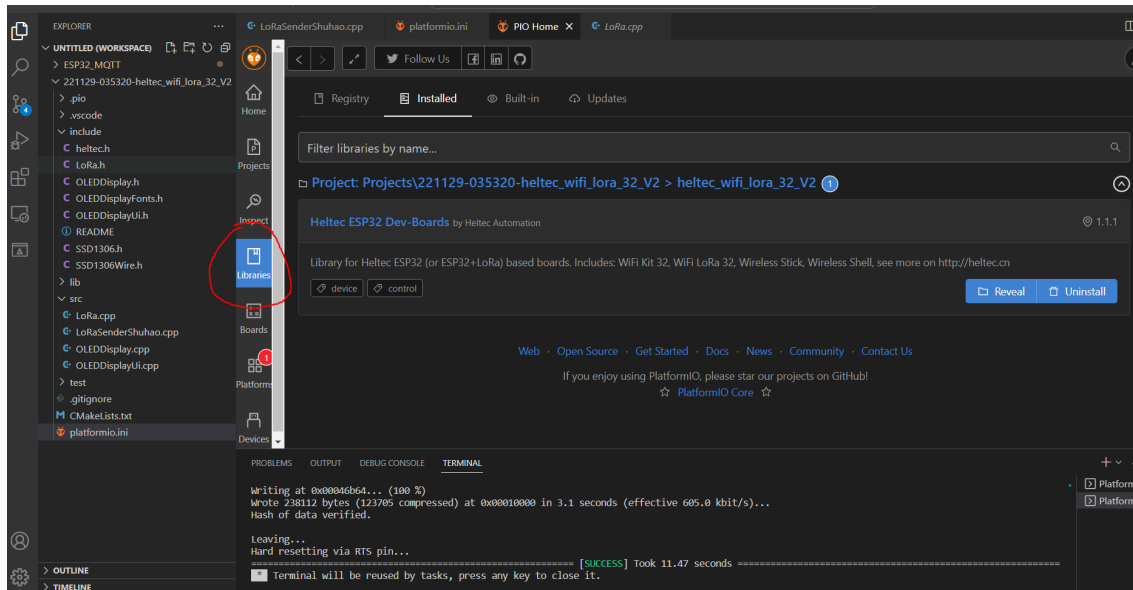 EXPLORER
UNTITLED (WORKSPACE)
ESP32_MQTT
221129-035320-heltec_wifi_lora_32_V2
.pio
.vscode
include
heltec.h
LoRa.h
OLEDDisplay.h
OLEDDisplayFonts.h
OLEDDisplayUi.h
README
SSD1306.h
SSD1306Wire.h
lib
src
LoRa.cpp
LoRaSenderShuhao.cpp
OLEDDisplay.cpp
OLEDDisplayUi.cpp
test
.gitignore
CMakeLists.txt
platformio.ini
OUTLINE
TIMELINE
4
LoRaSenderShuhao.cpp platformio.ini PIO Home LoRa.cpp
Home
Projects
Inspect
Libraries
Boards
1
Platforms
Devices
Follow Us
Registry Installed Built-in Updates
Filter libraries by name...
Project: Projects\221129-035320-heltec_wifi_lora_32_V2 > heltec_wifi_lora_32_V2 1
Heltec ESP32 Dev-Boards by Heltec Automation 1.1.1
Library for Heltec ESP32 (or ESP32+LoRa) based boards. Includes: WiFi Kit 32, WiFi LoRa 32, Wireless Stick, Wireless Shell, see more on http://heltec.cn
device control
Reveal Uninstall
Web · Open Source · Get Started · Docs · News · Community · Contact Us
If you enjoy using PlatformIO, please star our projects on GitHub!
PlatformIO Core
PROBLEMS OUTPUT DEBUG CONSOLE TERMINAL
Writing at 0x00046b64... (100 %)
Wrote 238112 bytes (123705 compressed) at 0x00010000 in 3.1 seconds (effective 605.0 kbit/s)...
Hash of data verified.
Leaving...
Hard resetting via RTS pin...
[SUCCESS] Took 11.47 seconds
* Terminal will be reused by tasks, press any key to close it.
Platform
Platform